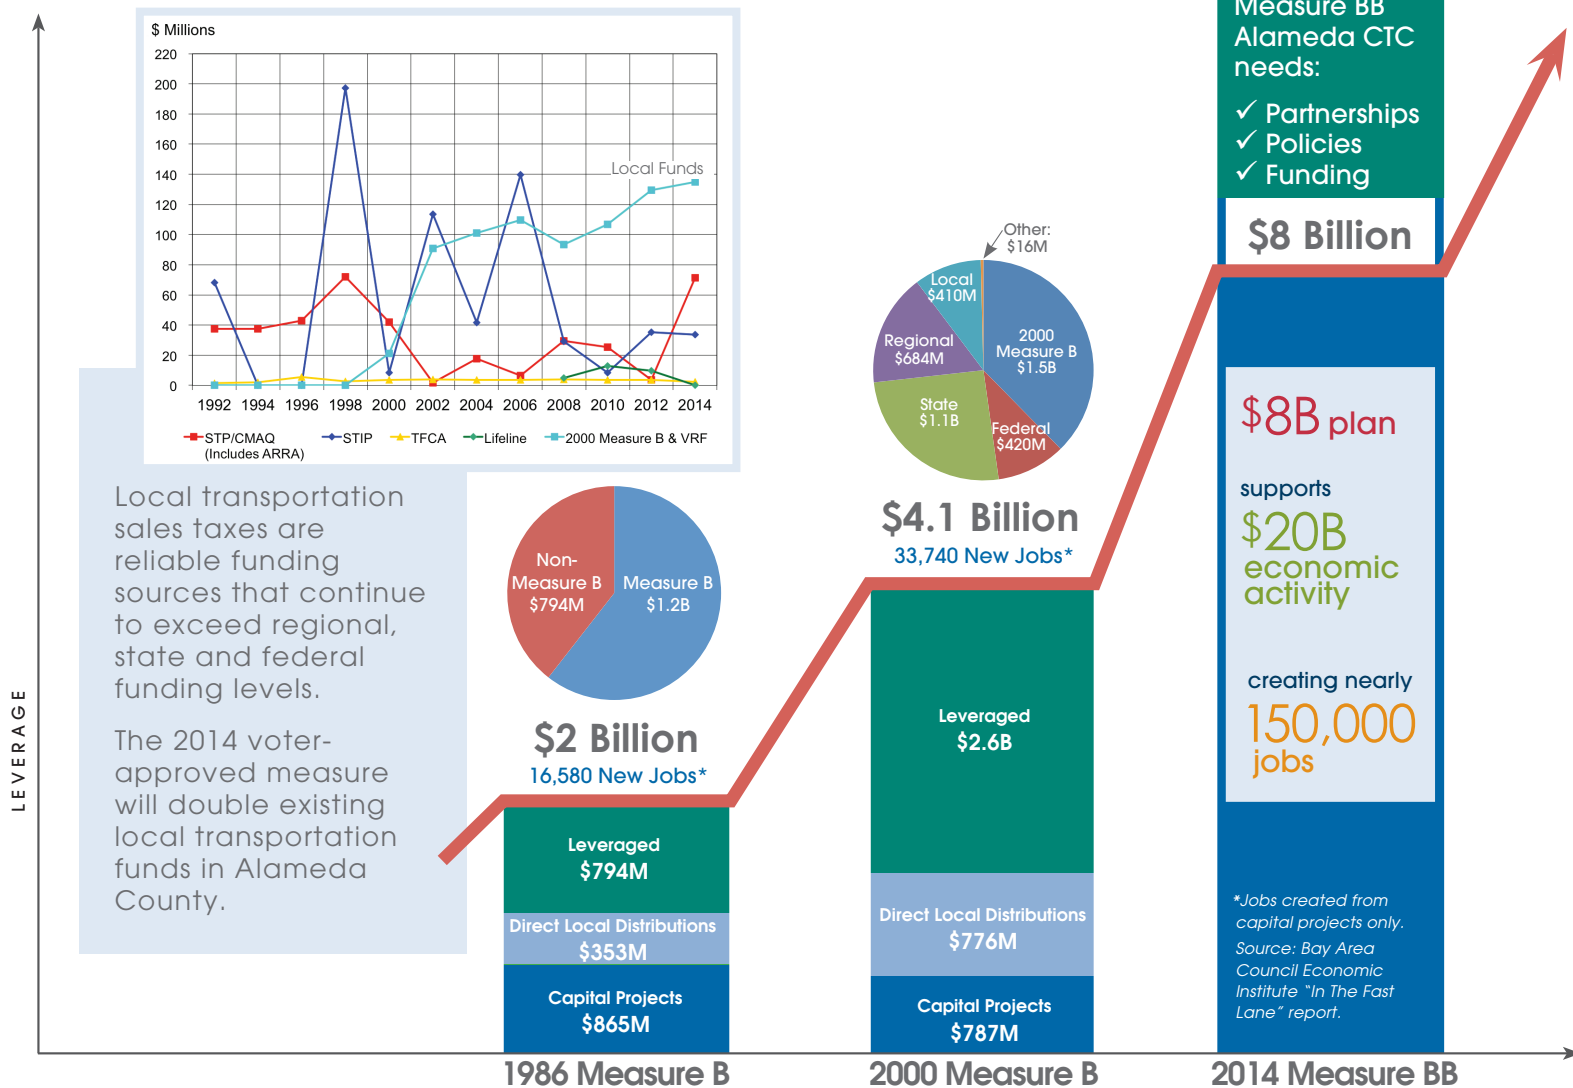 $ Millions
220
200
180
160
140
120
100
80
60
40
20
0
1992 1994 1996 1998 2000 2002 2004 2006 2008 2010 2012 2014
Local Funds
STP/CMAQ
(Includes ARRA)
STIP
TFCA
Lifeline
2000 Measure B & VRF
Local transportation
sales taxes are
reliable funding
sources that continue
to exceed regional,
state and federal
funding levels.
The 2014 voter-
approved measure
will double existing
local transportation
funds in Alameda
County.
LEVERAGE
Non-
Measure B
$794M
Measure B
$1.2B
$2 Billion
16,580 New Jobs*
Leveraged
$794M
Direct Local Distributions
$353M
Capital Projects
$865M
1986 Measure B
Other:
$16M
Local
$410M
Regional
$684M
State
$1.1B
Federal
$420M
2000
Measure B
$1.5B
$4.1 Billion
33,740 New Jobs*
Leveraged
$2.6B
Direct Local Distributions
$776M
Capital Projects
$787M
2000 Measure B
Measure BB
Alameda CTC
needs:
✓ Partnerships
✓ Policies
✓ Funding
$8 Billion
$8B plan
supports
$20B
economic
activity
creating nearly
150,000
jobs
*Jobs created from
capital projects only.
Source: Bay Area
Council Economic
Institute “In The Fast
Lane” report.
2014 Measure BB